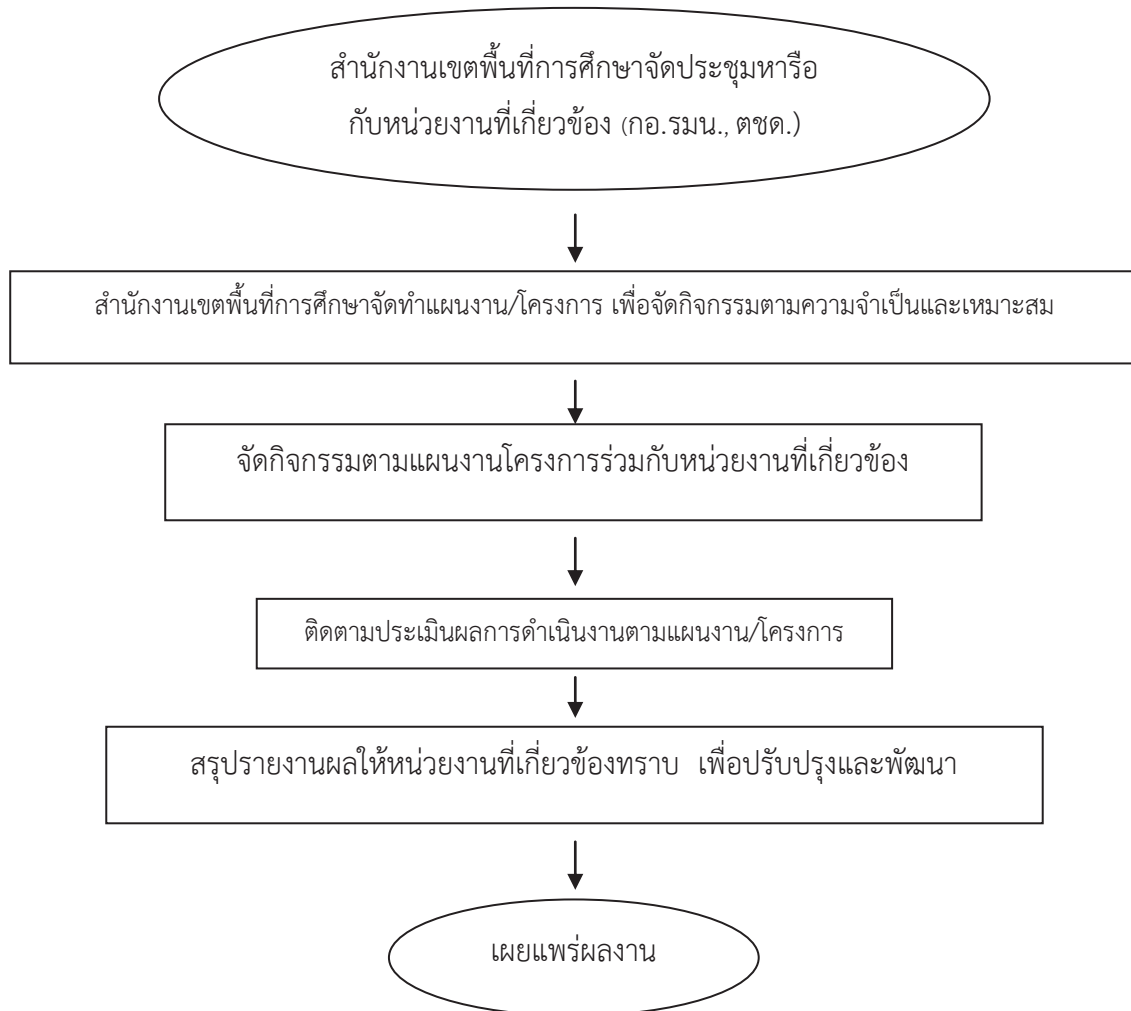 สำนักงานเขตพื้นที่การศึกษาจัดประชุมหารือ
กับหน่วยงานที่เกี่ยวข้อง (กอ.รมน., ตชด.)
สำนักงานเขตพื้นที่การศึกษาจัดทำแผนงาน/โครงการ เพื่อจัดกิจกรรมตามความจำเป็นและเหมาะสม
จัดกิจกรรมตามแผนงานโครงการร่วมกับหน่วยงานที่เกี่ยวข้อง
ติดตามประเมินผลการดำเนินงานตามแผนงาน/โครงการ
สรุปรายงานผลให้หน่วยงานที่เกี่ยวข้องทราบ เพื่อปรับปรุงและพัฒนา
เผยแพร่ผลงาน